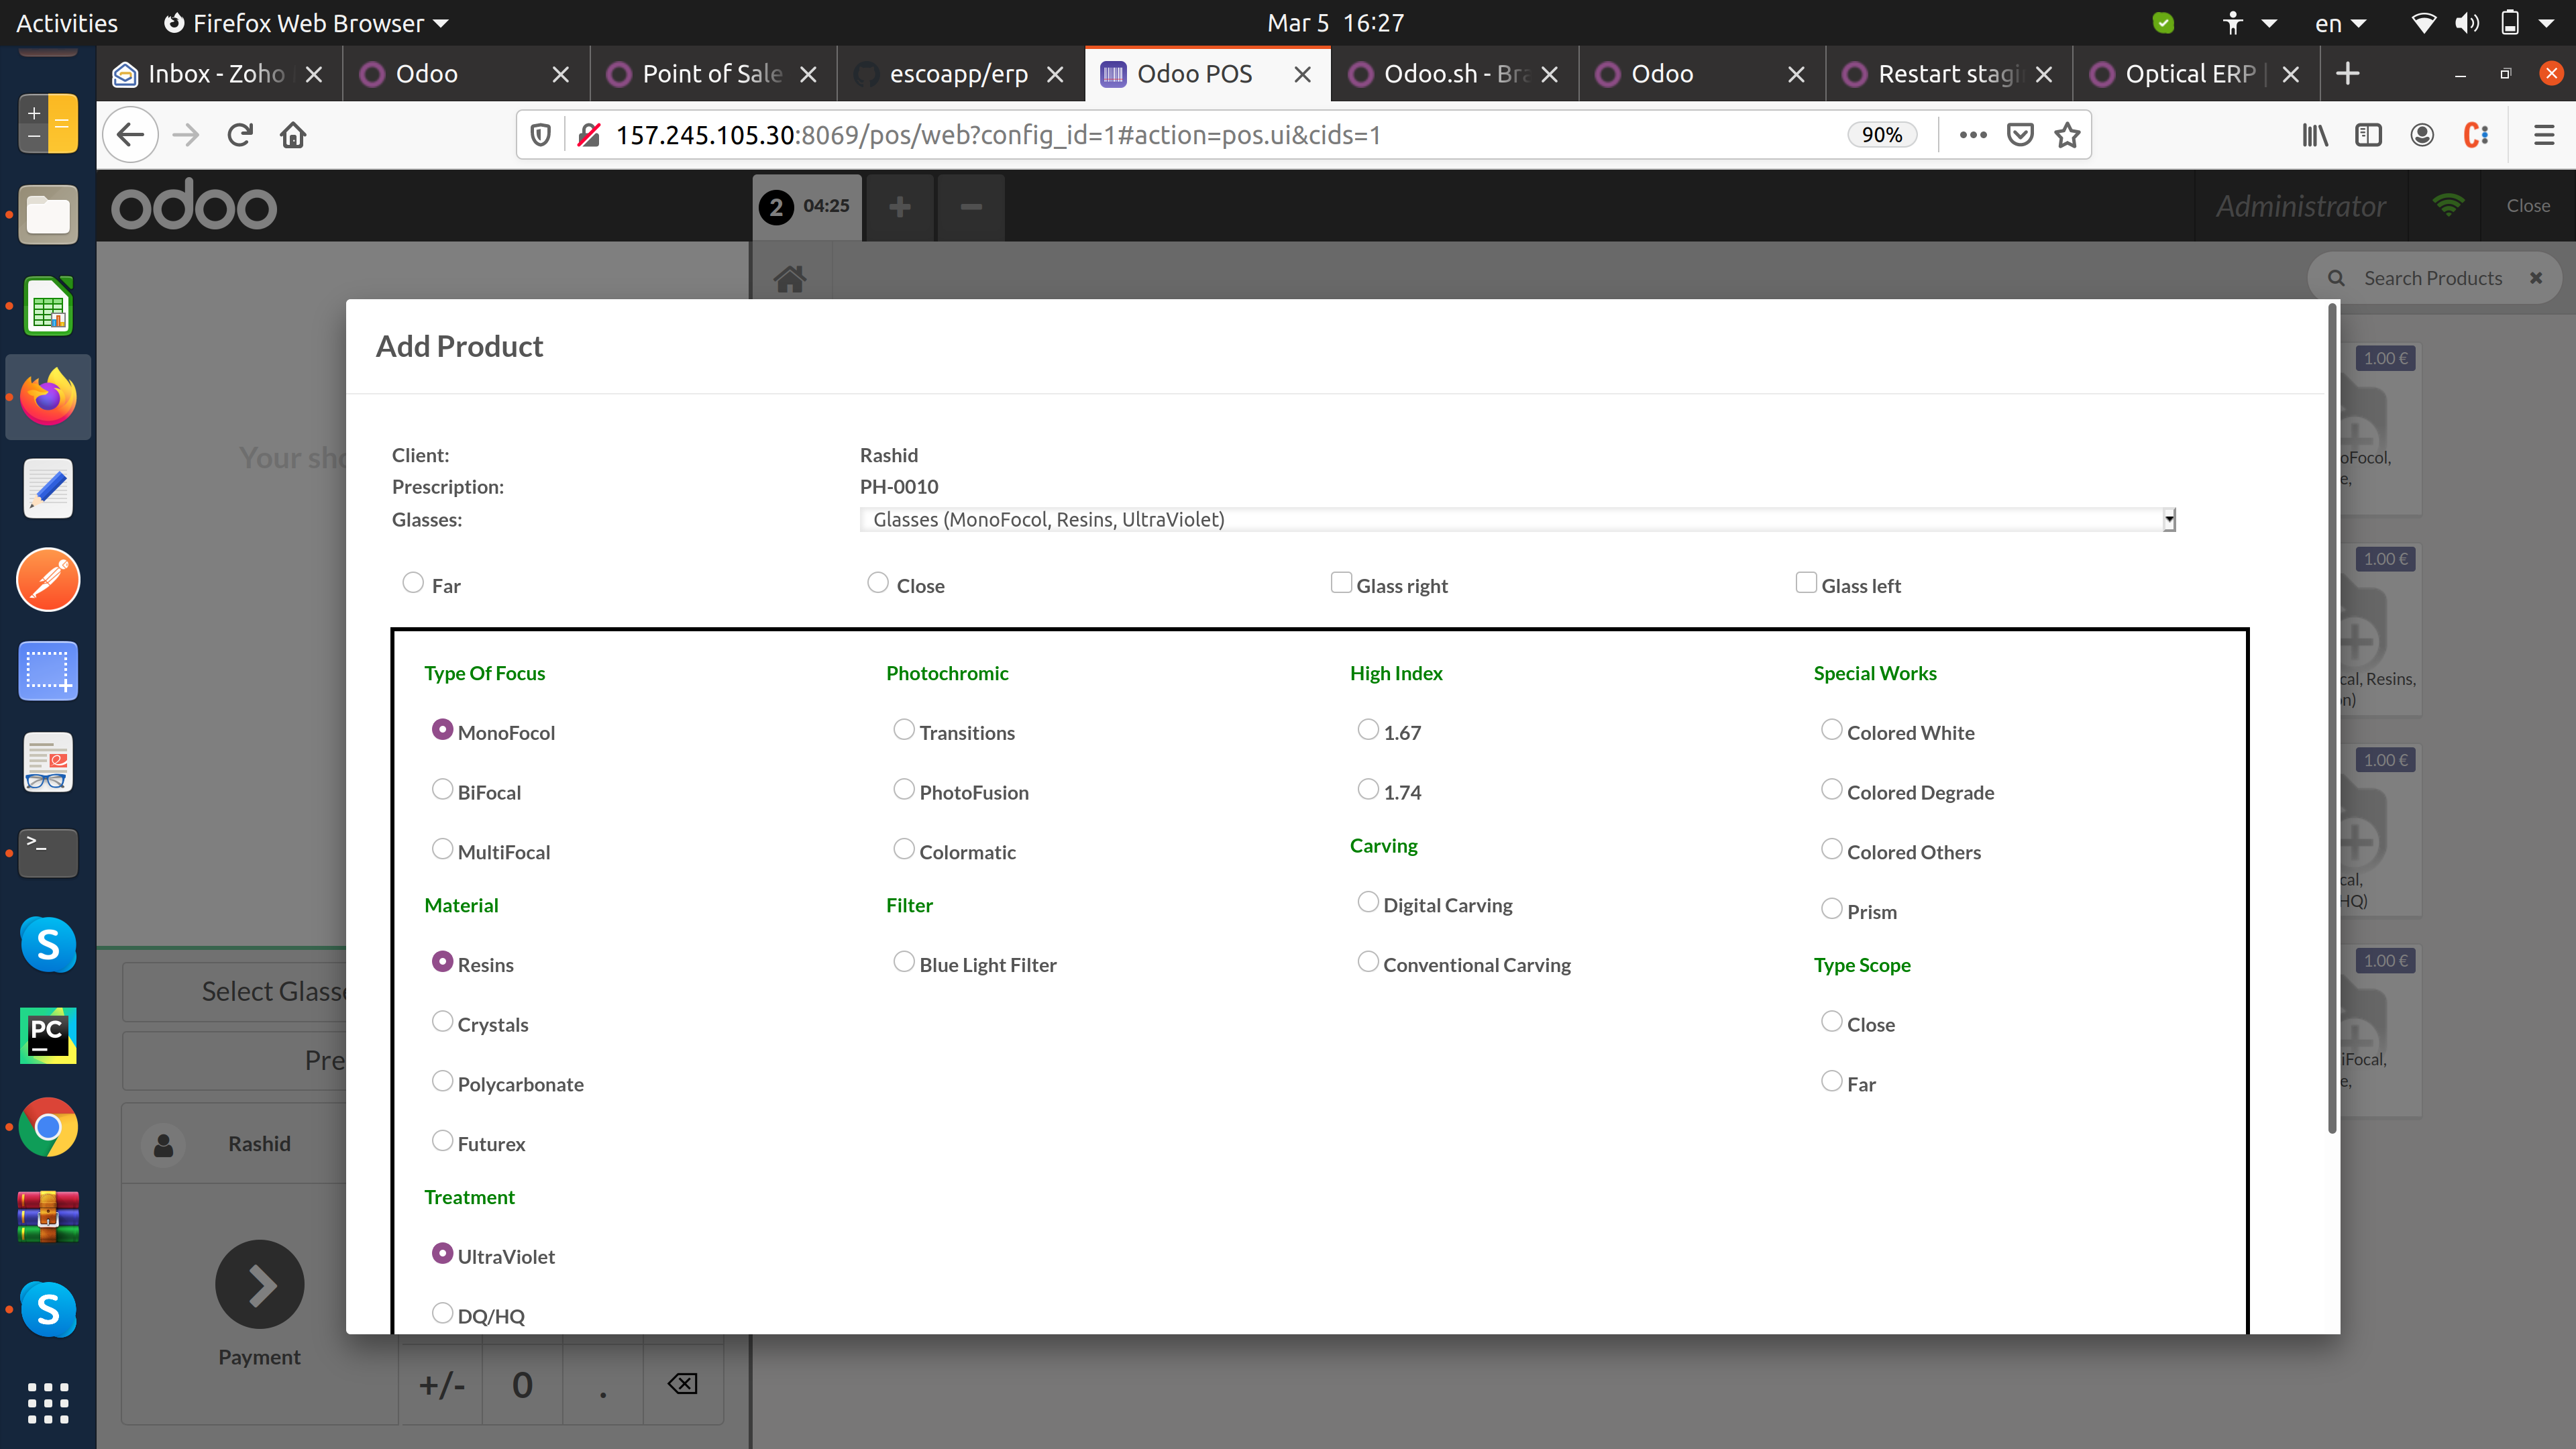 Activities Firefox Web Browser Mar 5 16:27 en
Inbox - Zoho Odoo Point of Sale escoapp/erp Odoo POS Odoo.sh - Bra Odoo Restart stagi Optical ERP |
157.245.105.30:8069/pos/web?config_id=1#action=pos.ui&cids=1 90%
odoo 2 04:25 Administrator Close
Search Products
Your sho
Add Product
Client: Rashid
Prescription: PH-0010
Glasses: Glasses (MonoFocol, Resins, UltraViolet)
Far Close Glass right Glass left
Type Of Focus Photochromic High Index Special Works
MonoFocol Transitions 1.67 Colored White
BiFocal PhotoFusion 1.74 Colored Degrade
MultiFocal Colormatic Carving Colored Others
Material Filter Digital Carving Prism
Resins Blue Light Filter Conventional Carving Type Scope
Crystals Close
Polycarbonate Far
Futurex
Treatment
UltraViolet
DQ/HQ
1.00 €
oFocol,
e,
1.00 €
cal, Resins,
n)
1.00 €
cal,
HQ)
1.00 €
iFocal,
e,
Select Glasse
Pre
Rashid
Payment
+/- 0 .
PC